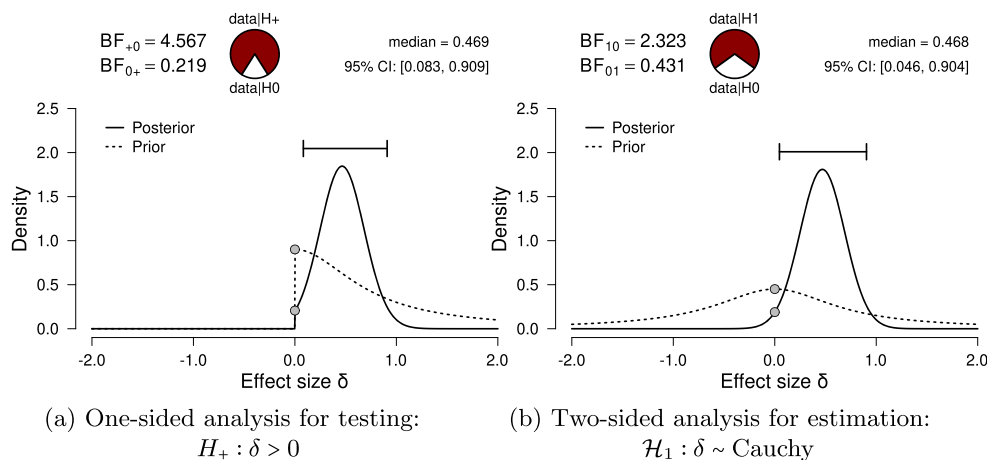 data|H+
BF+0 = 4.567
BF0+ = 0.219
median = 0.469
95% CI: [0.083, 0.909]
data|H0
2.5
2.0
1.5
1.0
0.5
0.0
Density
Posterior
Prior
-2.0 -1.0 0.0 1.0 2.0
Effect size δ
(a) One-sided analysis for testing:
H+ : δ > 0
data|H1
BF10 = 2.323
BF01 = 0.431
median = 0.468
95% CI: [0.046, 0.904]
data|H0
2.5
2.0
1.5
1.0
0.5
0.0
Density
Posterior
Prior
-2.0 -1.0 0.0 1.0 2.0
Effect size δ
(b) Two-sided analysis for estimation:
H1 : δ ~ Cauchy